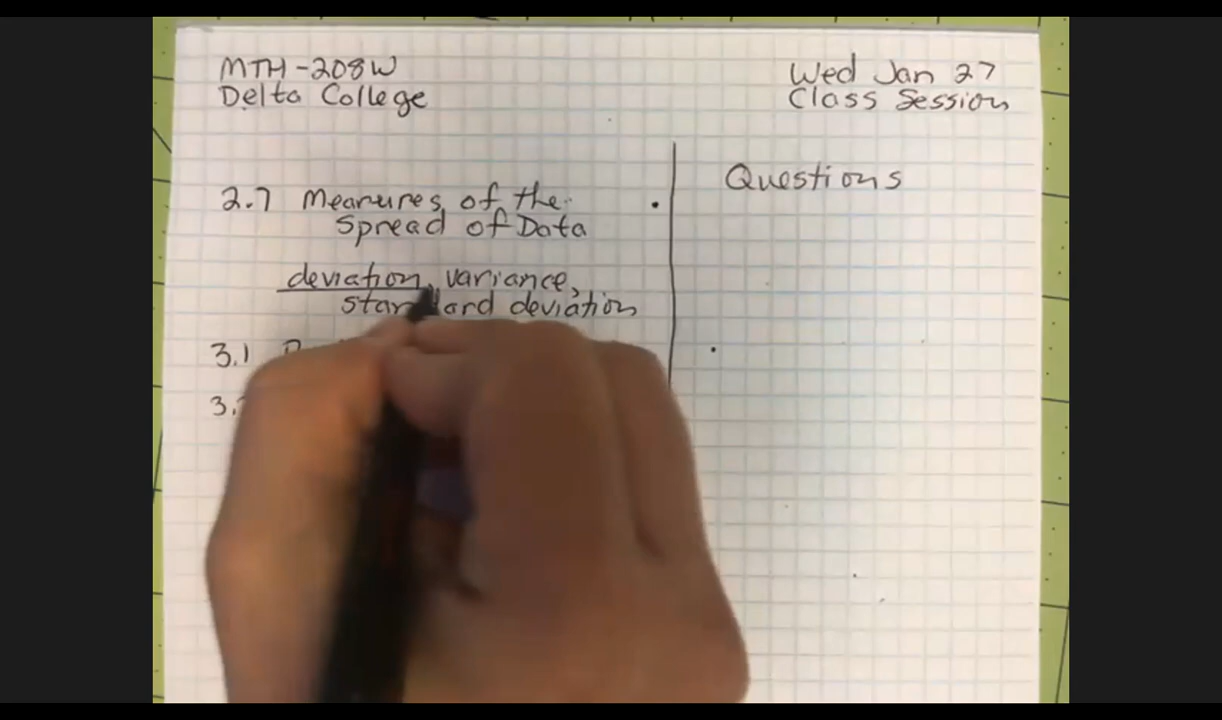 MTH-208W
Delta College
Wed Jan 27
Class Session
2.7 Measures of the
Spread of Data
deviation, variance,
standard deviation
3.1
3.
Questions